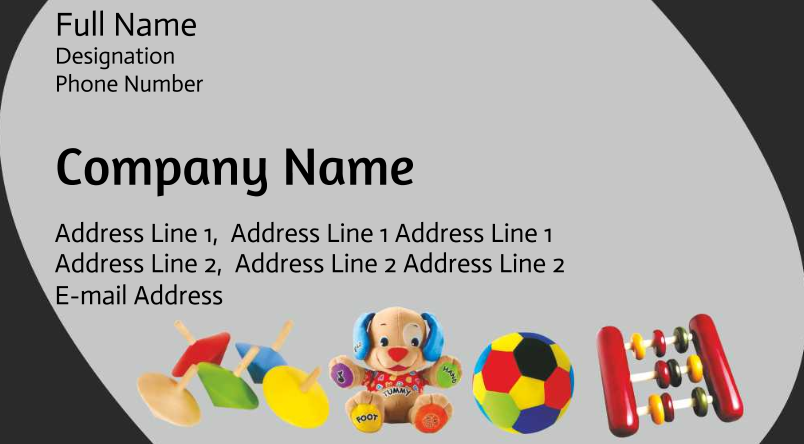 Full Name
Designation
Phone Number
Company Name
Address Line 1,  Address Line 1 Address Line 1
Address Line 2,  Address Line 2 Address Line 2
E-mail Address
HAND
TUMMY
FOOT